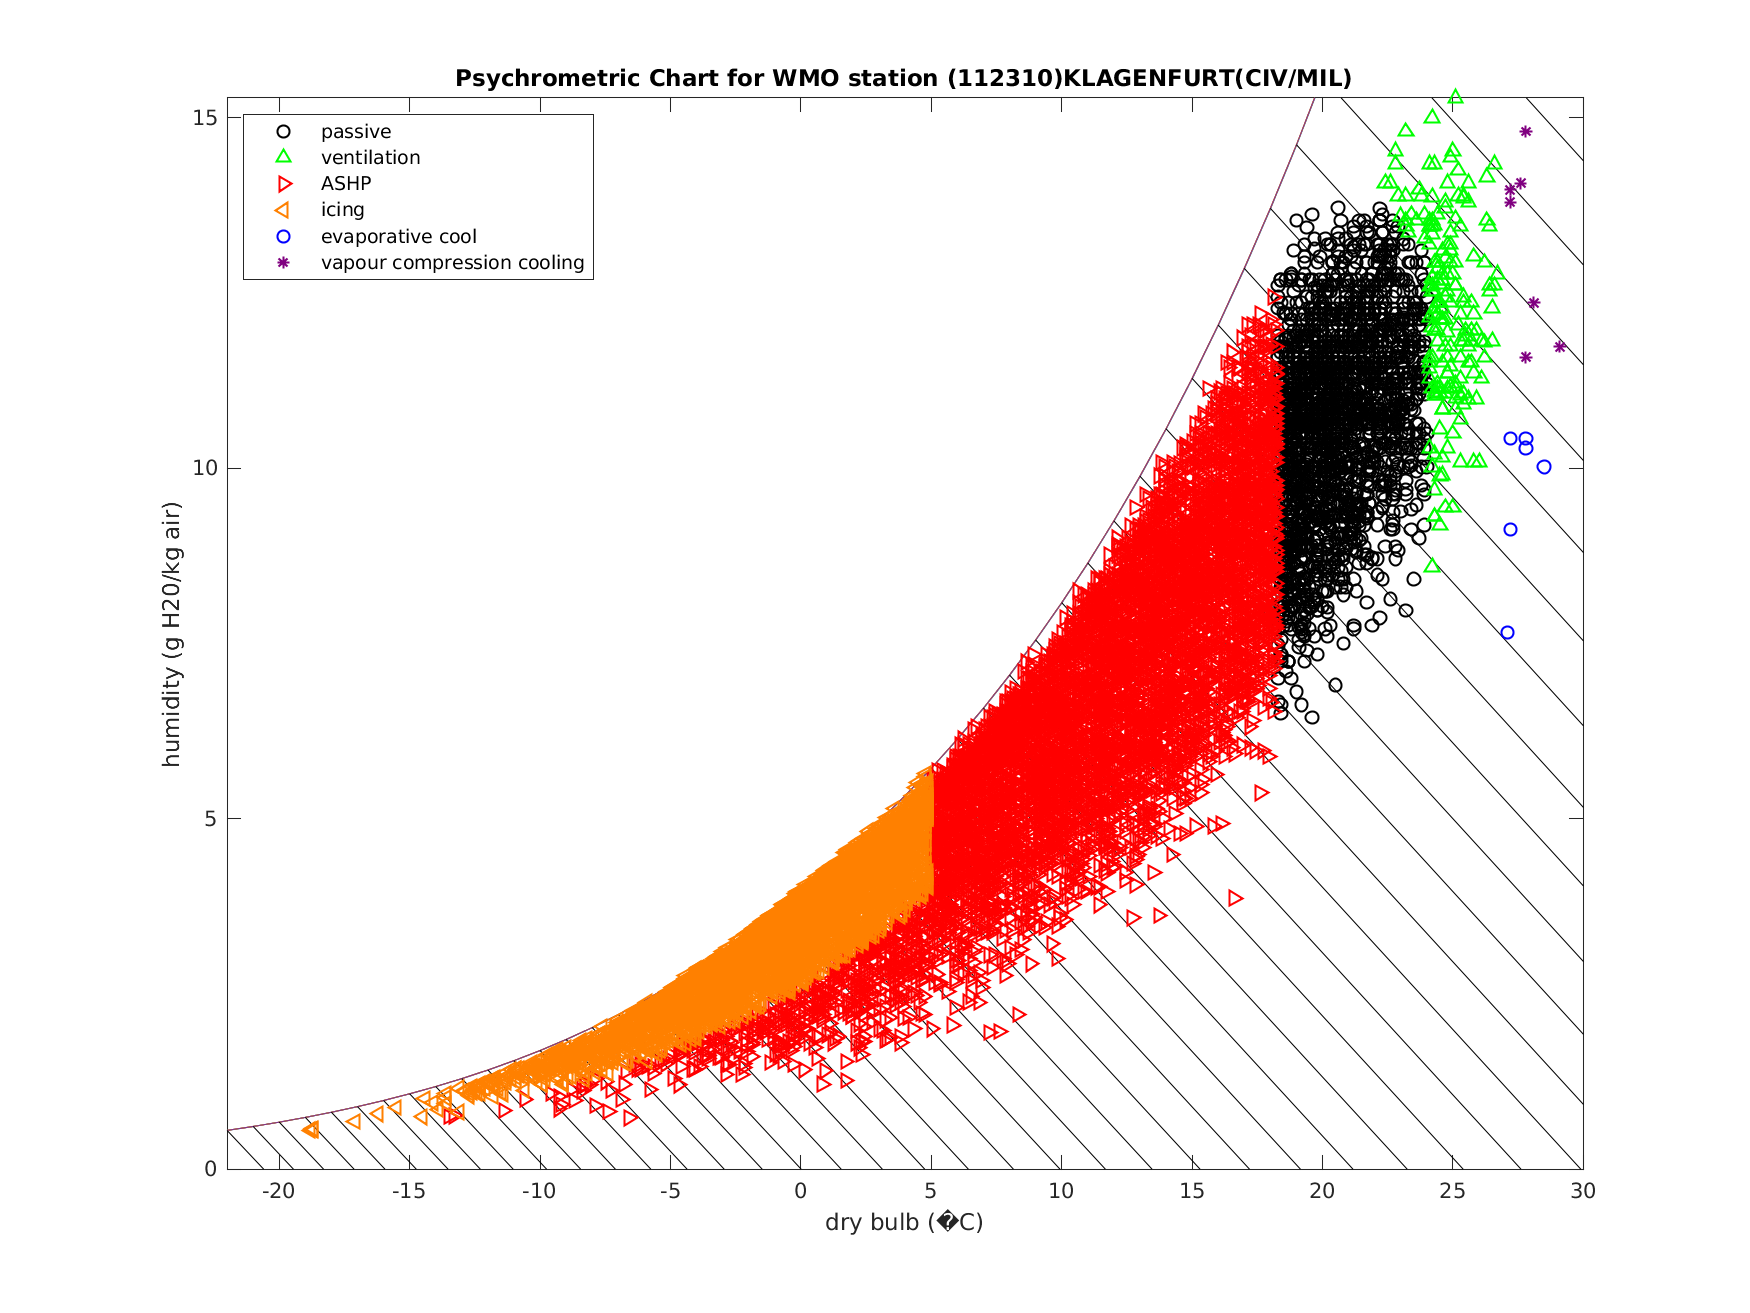 Psychrometric Chart for WMO station (112310)KLAGENFURT(CIV/MIL)
passive
ventilation
ASHP
icing
evaporative cool
vapour compression cooling
humidity (g H20/kg air)
15
10
5
0
-20 -15 -10 -5 0 5 10 15 20 25 30
dry bulb (�C)